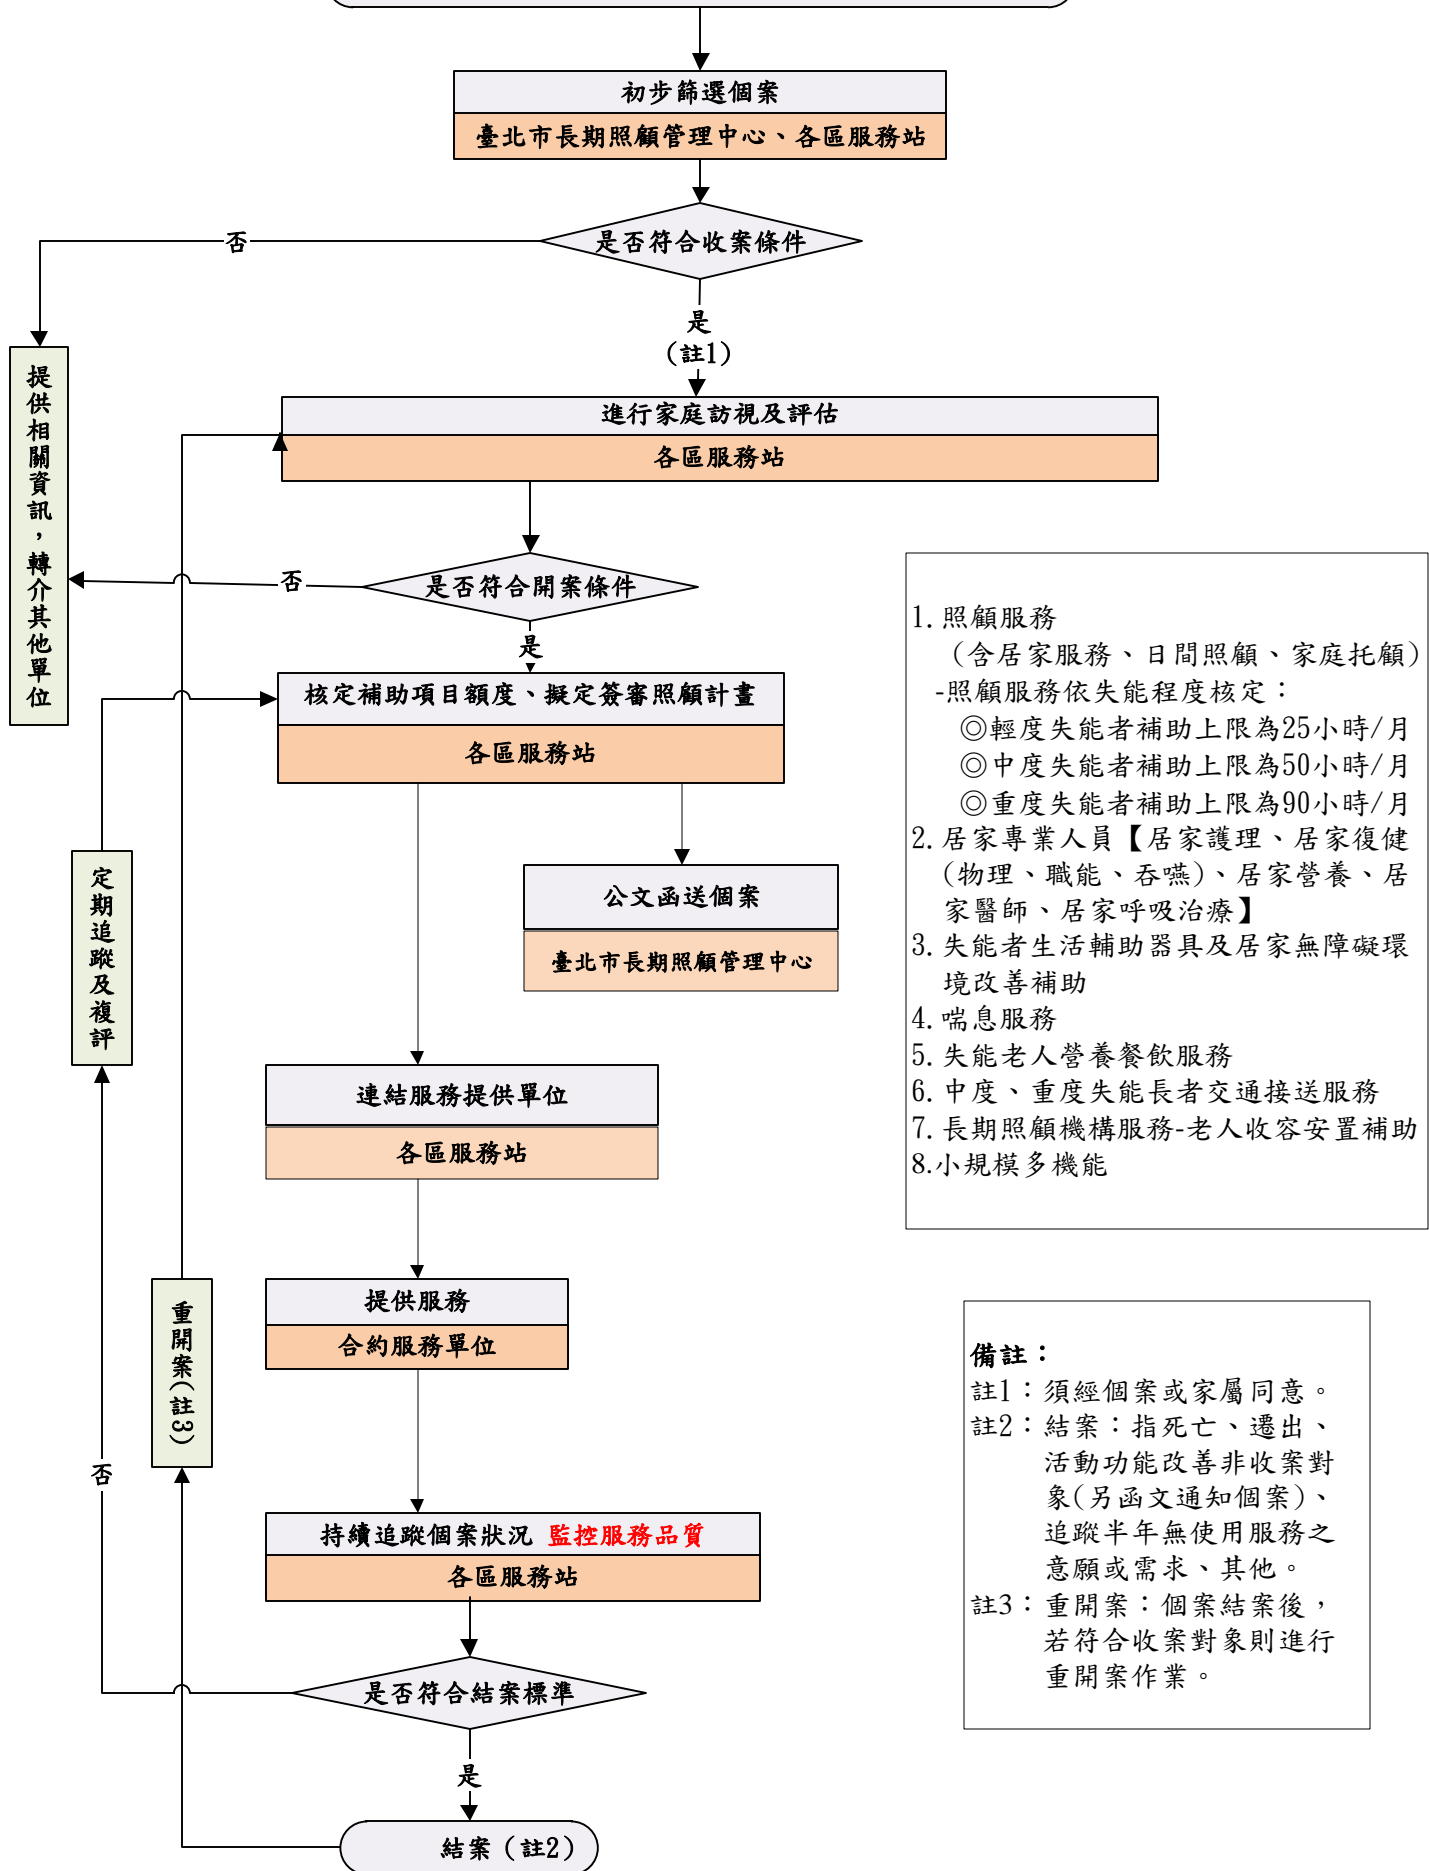 初步篩選個案
臺北市長期照顧管理中心、各區服務站
是否符合收案條件
否
是
(註1)
提供相關資訊，轉介其他單位
進行家庭訪視及評估
各區服務站
是否符合開案條件
否
是
核定補助項目額度、擬定簽審照顧計畫
各區服務站
公文函送個案
臺北市長期照顧管理中心
定期追蹤及複評
連結服務提供單位
各區服務站
提供服務
合約服務單位
重開案(註3)
否
持續追蹤個案狀況 監控服務品質
各區服務站
是否符合結案標準
是
結案（註2）
1.照顧服務
（含居家服務、日間照顧、家庭托顧）
-照顧服務依失能程度核定：
◎輕度失能者補助上限為25小時/月
◎中度失能者補助上限為50小時/月
◎重度失能者補助上限為90小時/月
2.居家專業人員【居家護理、居家復健
(物理、職能、吞嚥)、居家營養、居
家醫師、居家呼吸治療】
3.失能者生活輔助器具及居家無障礙環
境改善補助
4.喘息服務
5.失能老人營養餐飲服務
6.中度、重度失能長者交通接送服務
7.長期照顧機構服務-老人收容安置補助
8.小規模多機能
備註：
註1：須經個案或家屬同意。
註2：結案：指死亡、遷出、
活動功能改善非收案對
象(另函文通知個案)、
追蹤半年無使用服務之
意願或需求、其他。
註3：重開案：個案結案後，
若符合收案對象則進行
重開案作業。